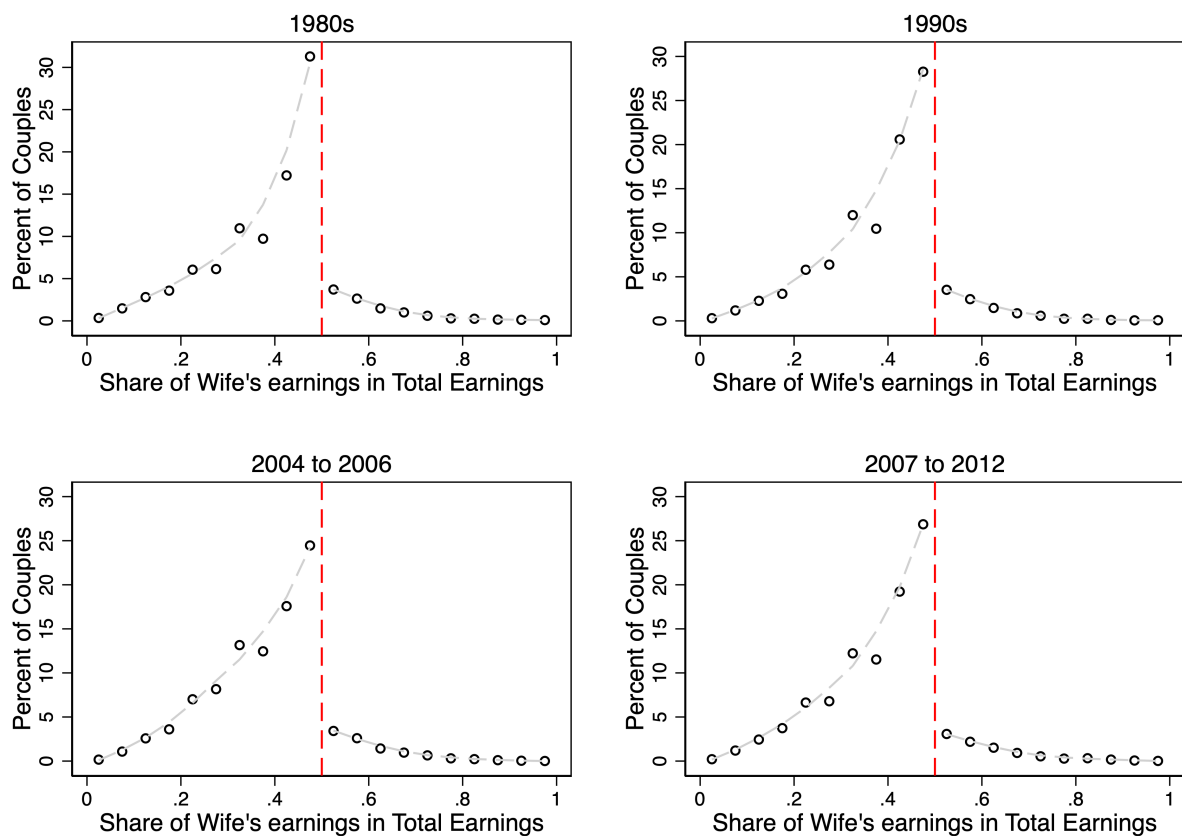 1980s
Percent of Couples
0 5 10 15 20 25 30
0 .2 .4 .6 .8 1
Share of Wife's earnings in Total Earnings
1990s
Percent of Couples
0 5 10 15 20 25 30
0 .2 .4 .6 .8 1
Share of Wife's earnings in Total Earnings
2004 to 2006
Percent of Couples
0 5 10 15 20 25 30
0 .2 .4 .6 .8 1
Share of Wife's earnings in Total Earnings
2007 to 2012
Percent of Couples
0 5 10 15 20 25 30
0 .2 .4 .6 .8 1
Share of Wife's earnings in Total Earnings